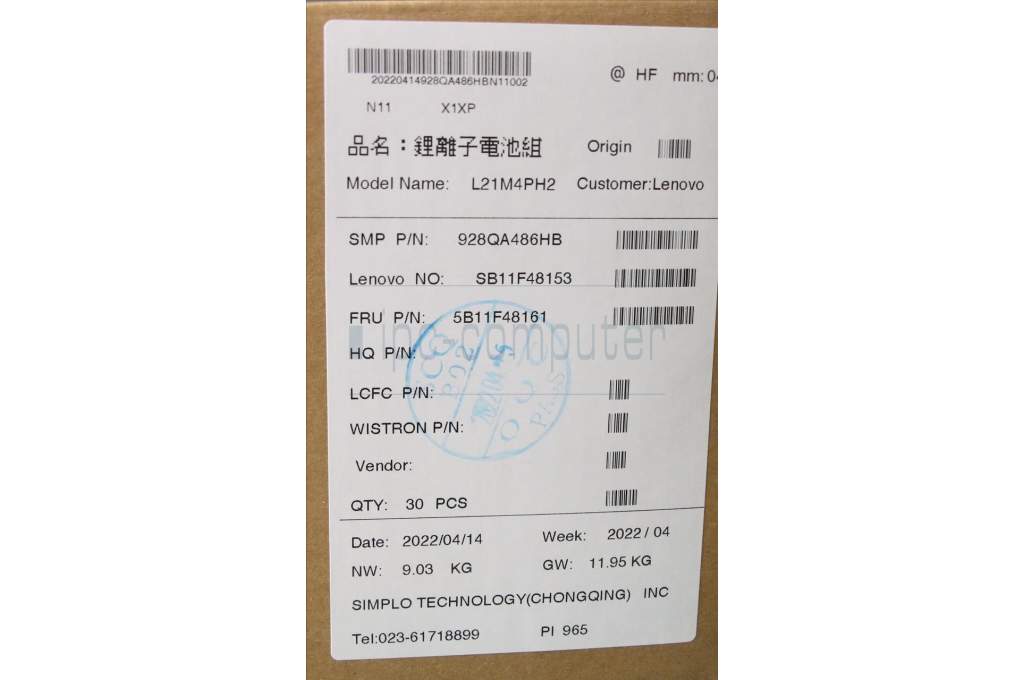 @ HF mm:04
20220414928QA486HBN11002
N11 X1XP
品名：鋰離子電池組 Origin
Model Name: L21M4PH2 Customer:Lenovo
SMP P/N: 928QA486HB
Lenovo NO: SB11F48153
FRU P/N: 5B11F48161
ipc-computer
HQ P/N:
LCFC P/N:
WISTRON P/N:
Vendor:
QTY: 30 PCS
Date: 2022/04/14 Week: 2022 / 04
NW: 9.03 KG GW: 11.95 KG
SIMPLO TECHNOLOGY(CHONGQING) INC
Tel:023-61718899 PI 965